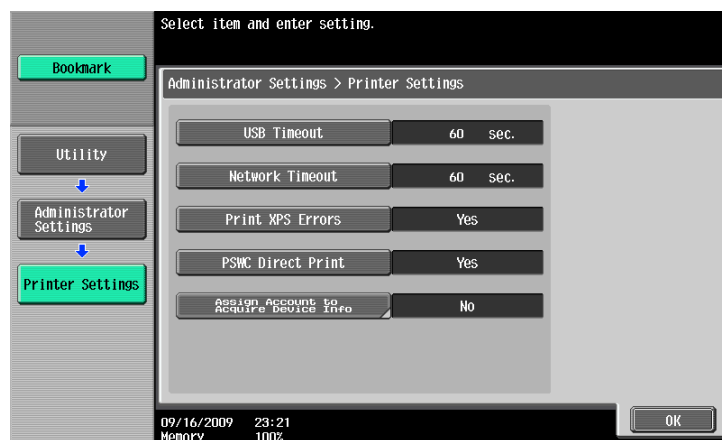 Select item and enter setting.
Bookmark
Administrator Settings > Printer Settings
USB Timeout 60 sec.
Utility
Network Timeout 60 sec.
Administrator
Settings
Print XPS Errors Yes
PSWC Direct Print Yes
Printer Settings
Assign Account to
Acquire Device Info No
09/16/2009 23:21
Memory 100%
OK